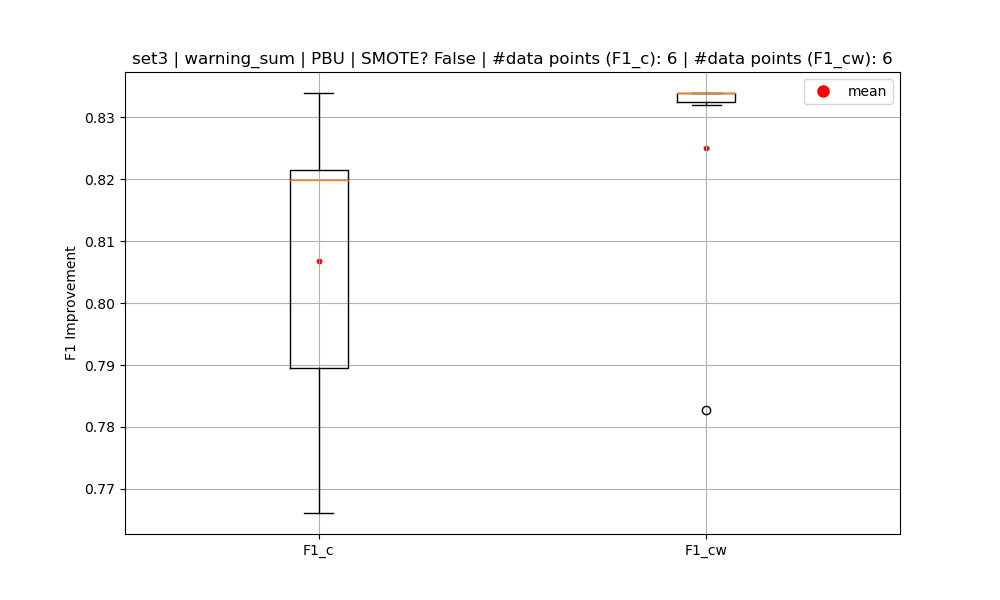 set3 | warning_sum | PBU | SMOTE? False | #data points (F1_c): 6 | #data points (F1_cw): 6
mean
0.83
0.82
0.81
0.80
0.79
0.78
0.77
F1 Improvement
F1_c
F1_cw